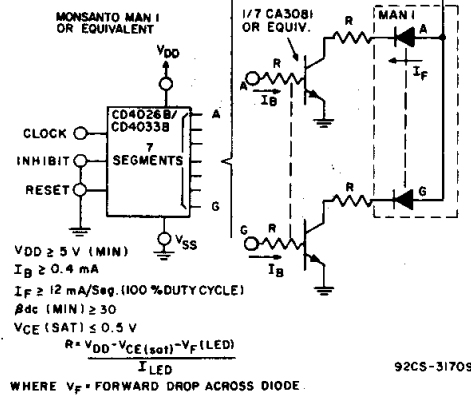 MONSANTO MAN 1
OR EQUIVALENT
VDD
CD4026B/
CD4033B
7
SEGMENTS
A
G
CLOCK
INHIBIT
RESET
VSS
1/7 CA3081
OR EQUIV.
R
A
R
IB
MAN 1
A
IF
G
R
IB
R
G
VDD ≥ 5 V (MIN)
IB ≥ 0.4 mA
IF ≥ 12 mA/Seg. (100 % DUTY CYCLE)
βdc (MIN) ≥ 30
VCE (SAT) ≤ 0.5 V
R = VDD - VCE(sat) - VF (LED)
I LED
92CS-31709
WHERE VF = FORWARD DROP ACROSS DIODE.